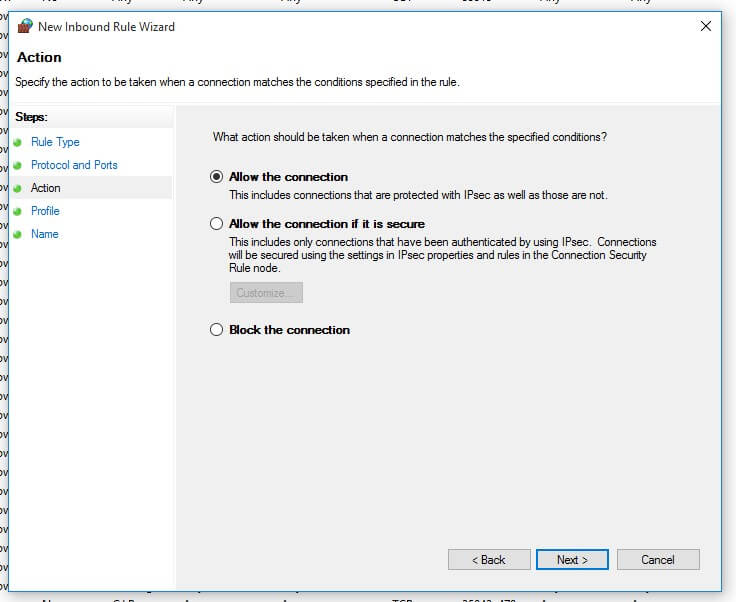 New Inbound Rule Wizard
Action
Specify the action to be taken when a connection matches the conditions specified in the rule.
Steps:
Rule Type
Protocol and Ports
Action
Profile
Name
What action should be taken when a connection matches the specified conditions?
Allow the connection
This includes connections that are protected with IPsec as well as those are not.
Allow the connection if it is secure
This includes only connections that have been authenticated by using IPsec. Connections
will be secured using the settings in IPsec properties and rules in the Connection Security
Rule node.
Customize...
Block the connection
< Back
Next >
Cancel